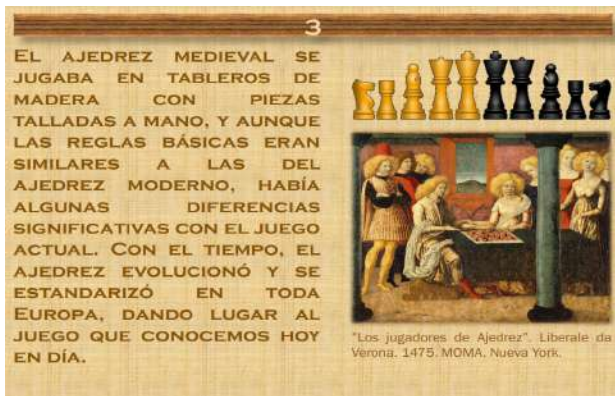 3
EL AJEDREZ MEDIEVAL SE
JUGABA EN TABLEROS DE
MADERA CON PIEZAS
TALLADAS A MANO, Y AUNQUE
LAS REGLAS BÁSICAS ERAN
SIMILARES A LAS DEL
AJEDREZ MODERNO, HABÍA
ALGUNAS DIFERENCIAS
SIGNIFICATIVAS CON EL JUEGO
ACTUAL. CON EL TIEMPO, EL
AJEDREZ EVOLUCIONÓ Y SE
ESTANDARIZÓ EN TODA
EUROPA, DANDO LUGAR AL
JUEGO QUE CONOCEMOS HOY
EN DÍA.
"Los jugadores de Ajedrez". Liberale da
Verona. 1475. MOMA. Nueva York.